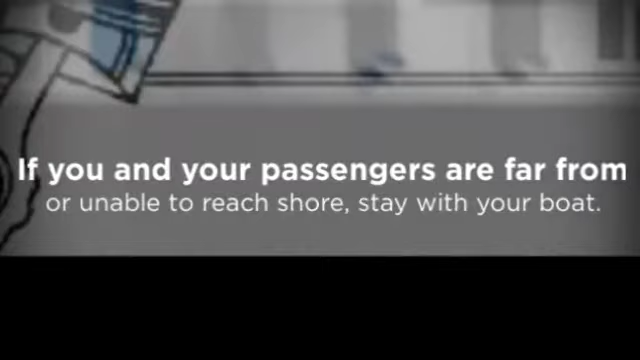 If you and your passengers are far from
or unable to reach shore, stay with your boat.